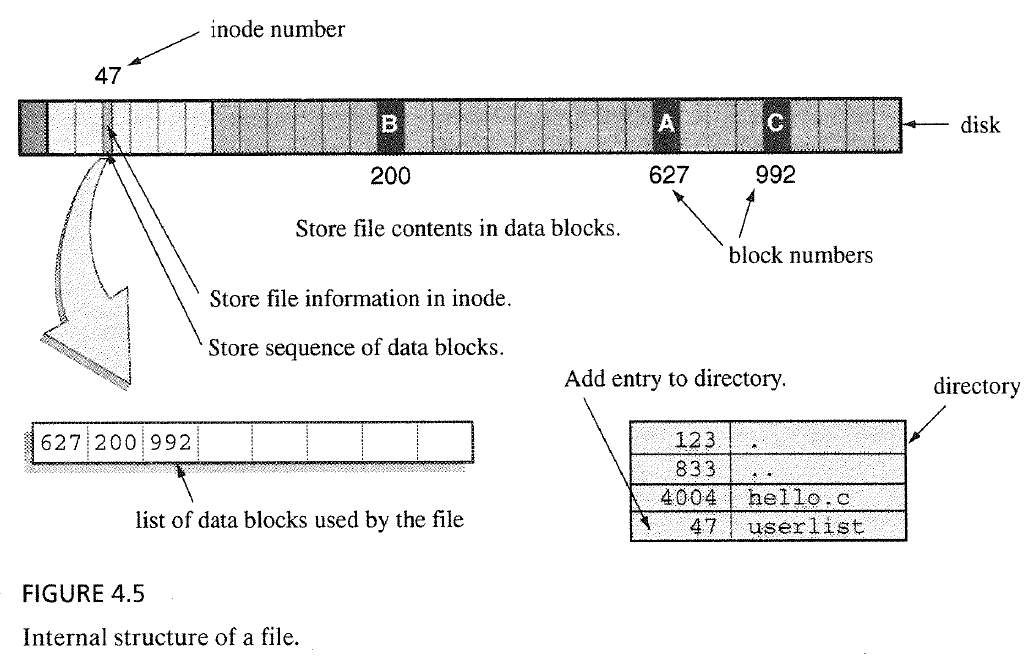 inode number
47
B
A
C
disk
200
627
992
Store file contents in data blocks.
block numbers
Store file information in inode.
Store sequence of data blocks.
Add entry to directory.
directory
627 200 992
123 .
833 ..
4004 hello.c
47 userlist
list of data blocks used by the file
FIGURE 4.5
Internal structure of a file.